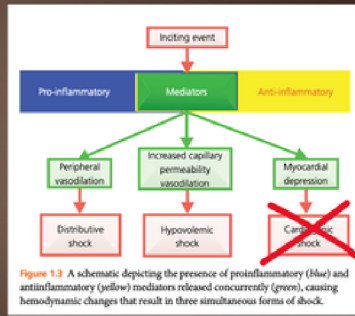 Inciting event
Pro-inflammatory Mediators Anti-inflammatory
Peripheral
vasodilation
Increased capillary
permeability
vasodilation
Myocardial
depression
Distributive
shock
Hypovolemic
shock
Cardiogenic
shock
Figure 1.3 A schematic depicting the presence of proinflammatory (blue) and
antiinflammatory (yellow) mediators released concurrently (green), causing
hemodynamic changes that result in three simultaneous forms of shock.